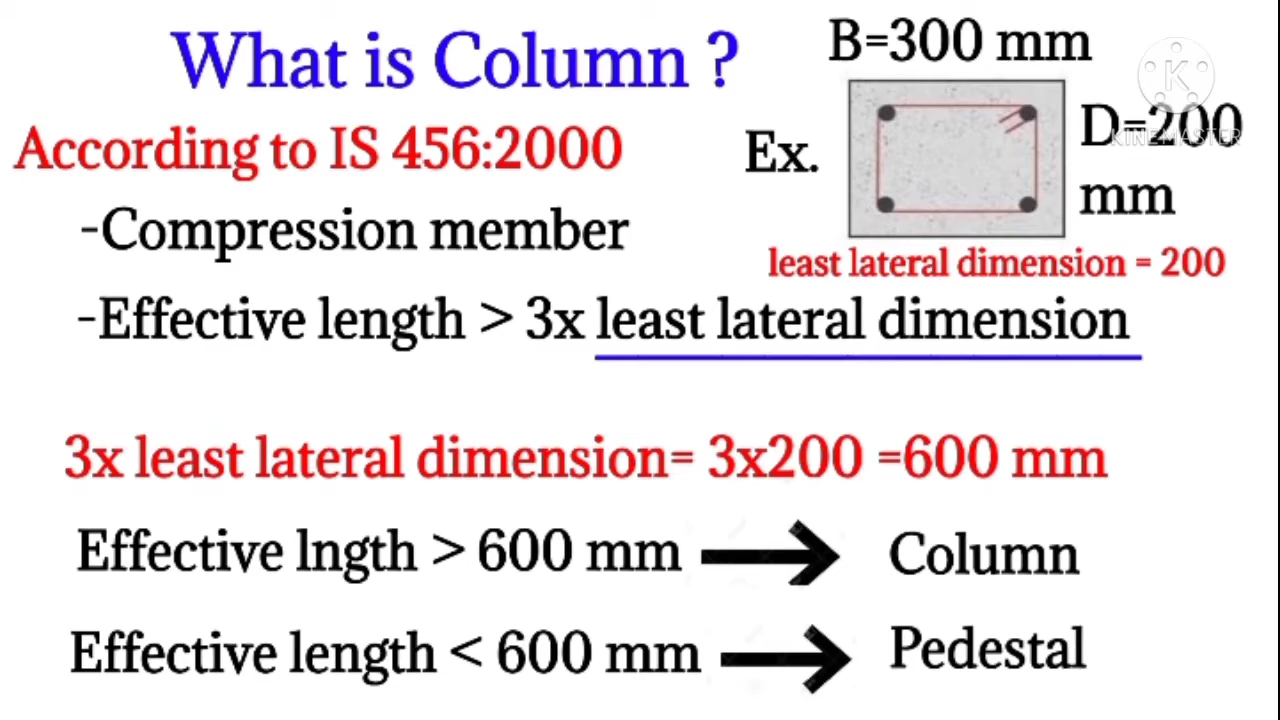 What is Column ?
B=300 mm
According to IS 456:2000
Ex.
D=200
mm
K
KINEMASTER
-Compression member
least lateral dimension = 200
-Effective length > 3x least lateral dimension
3x least lateral dimension= 3x200 =600 mm
Effective lngth > 600 mm
Column
Effective length < 600 mm
Pedestal